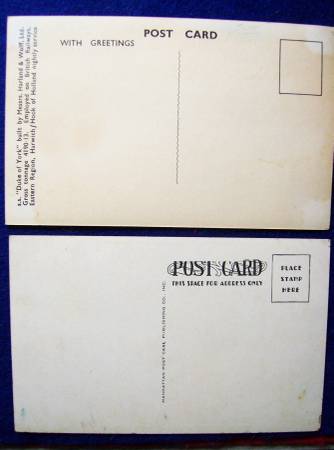 POST CARD
WITH GREETINGS
s.s. "Duke of York" built by Messrs. Harland & Wolff, Ltd.
Gross tonnage 4190·13. Employed on British Railways,
Eastern Region, Harwich/Hook of Holland nightly service
POST CARD
THIS SPACE FOR ADDRESS ONLY
PLACE
STAMP
HERE
MANHATTAN POST CARD PUBLISHING CO., INC.